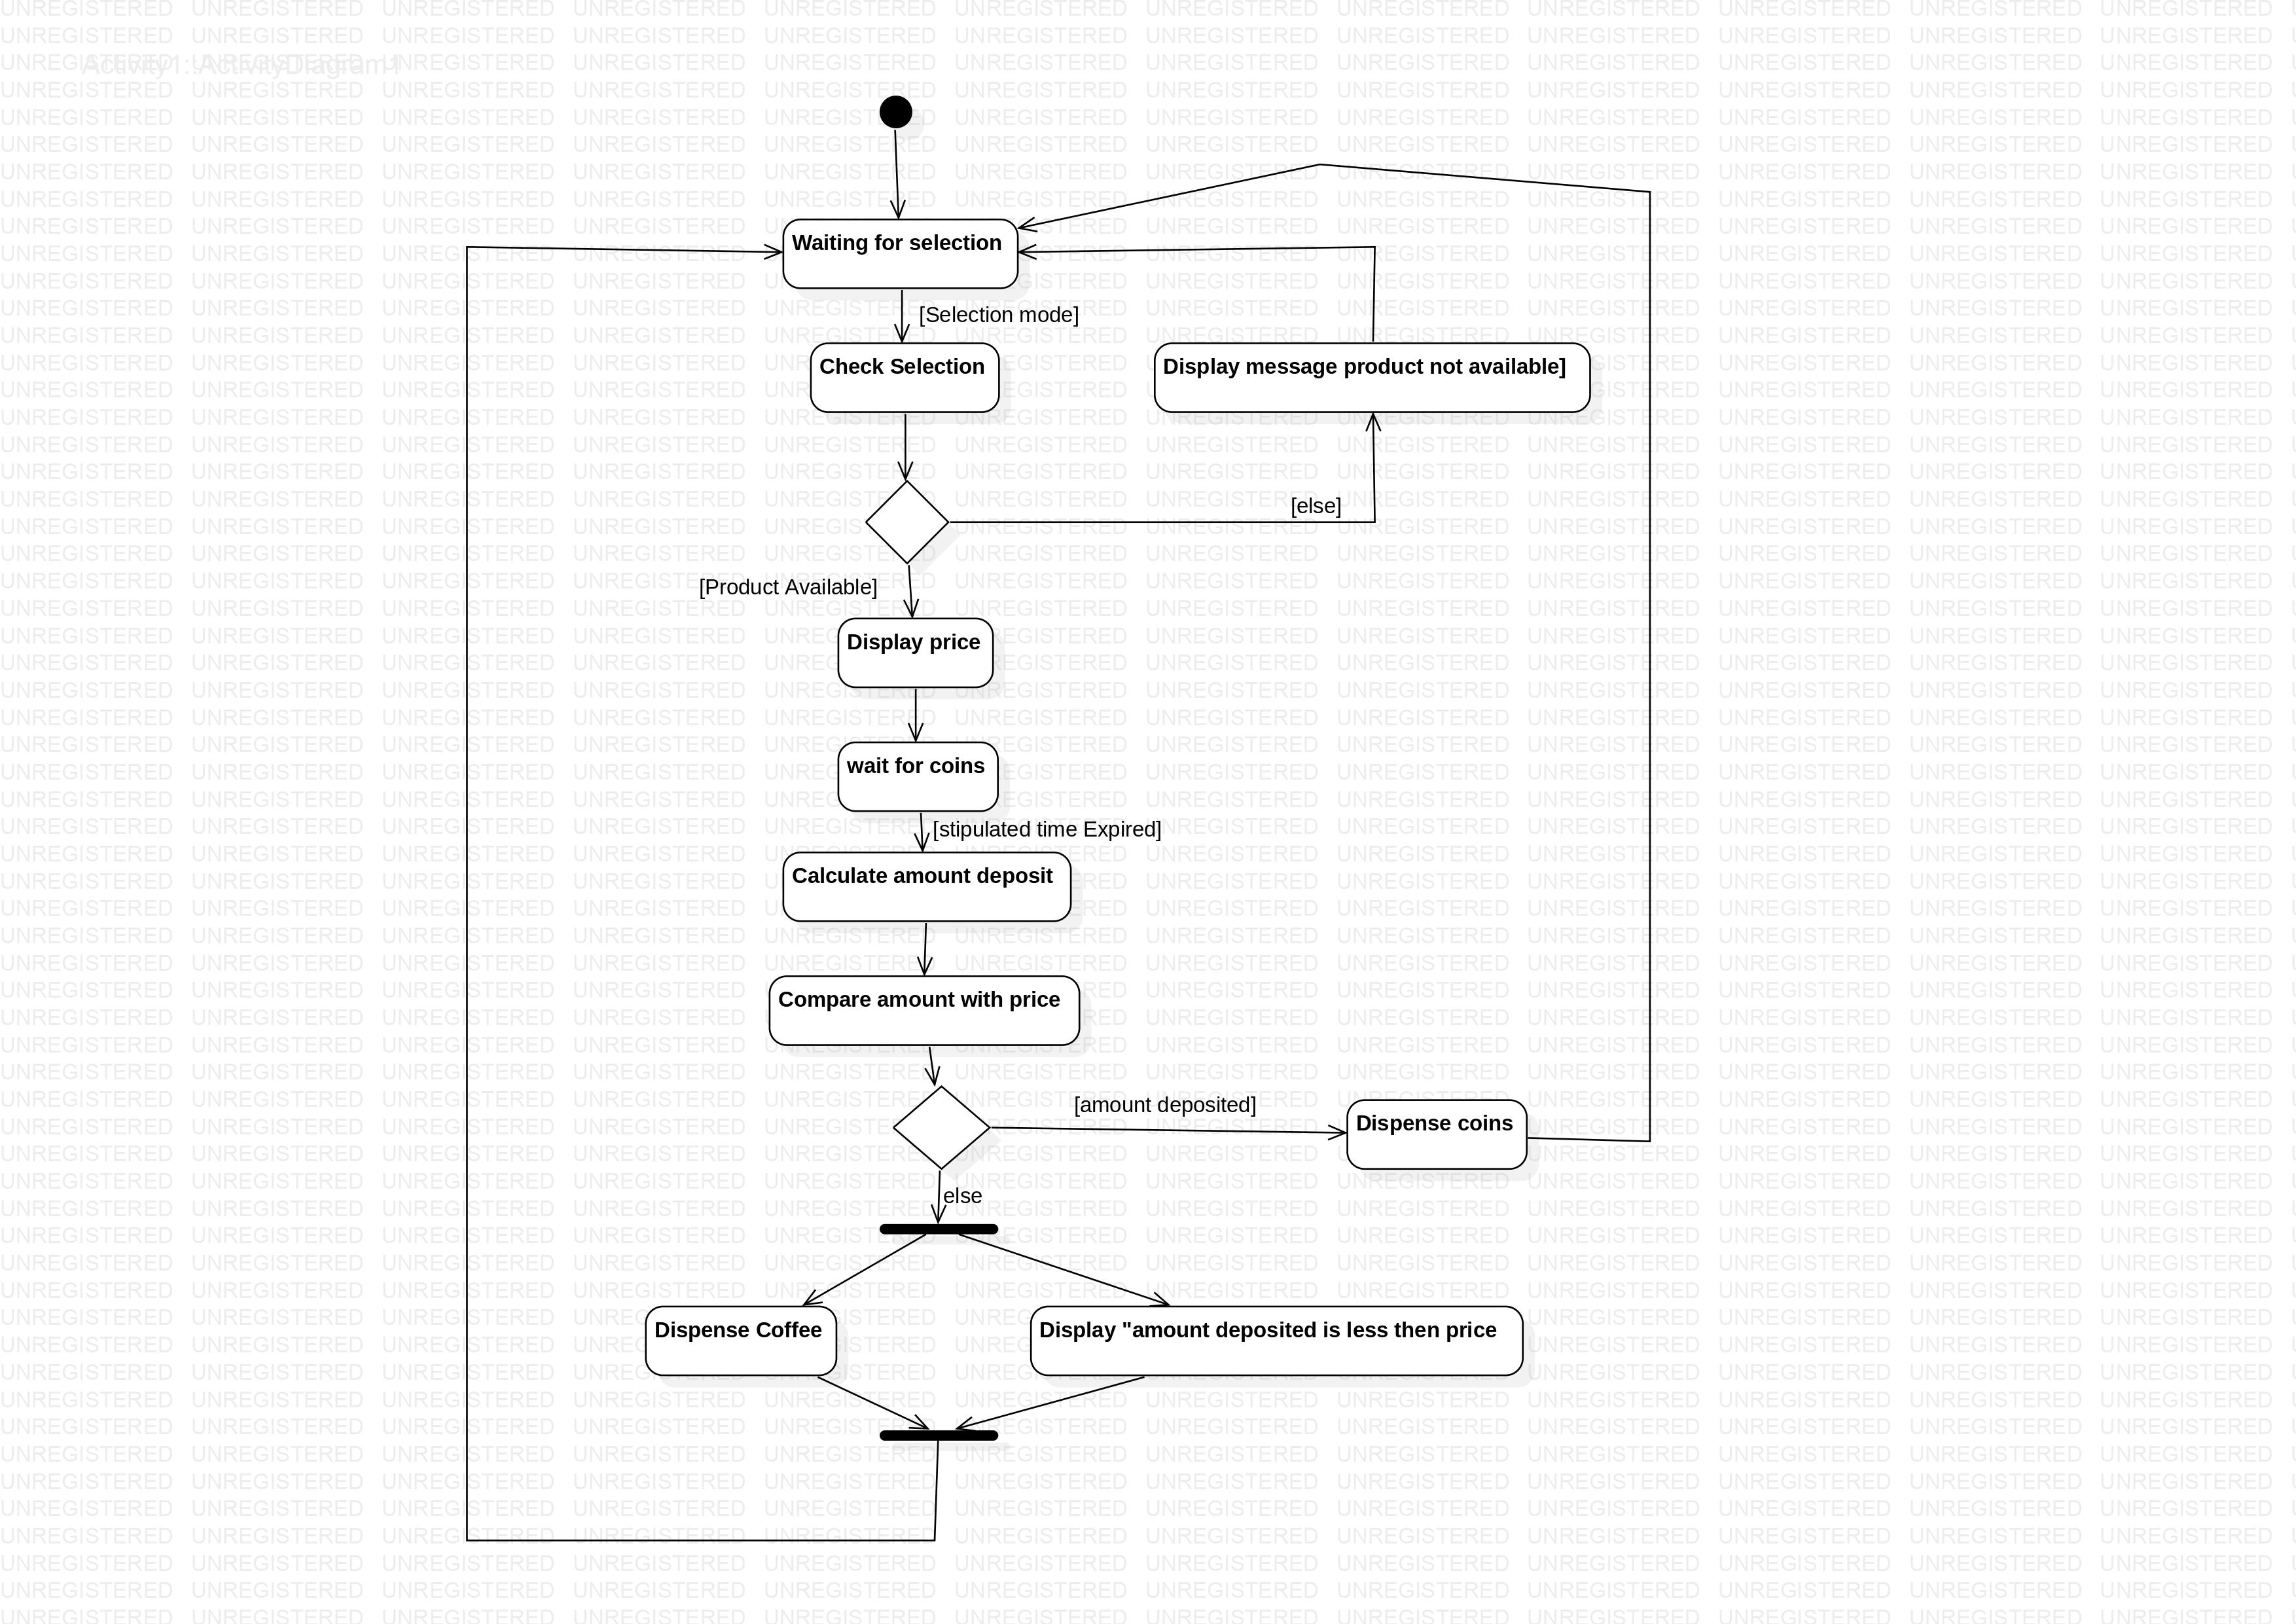 Activity1::ActivityDiagram1
Waiting for selection
[Selection mode]
Check Selection
Display message product not available]
[else]
[Product Available]
Display price
wait for coins
[stipulated time Expired]
Calculate amount deposit
Compare amount with price
[amount deposited]
Dispense coins
else
Dispense Coffee
Display "amount deposited is less then price
UNREGISTERED